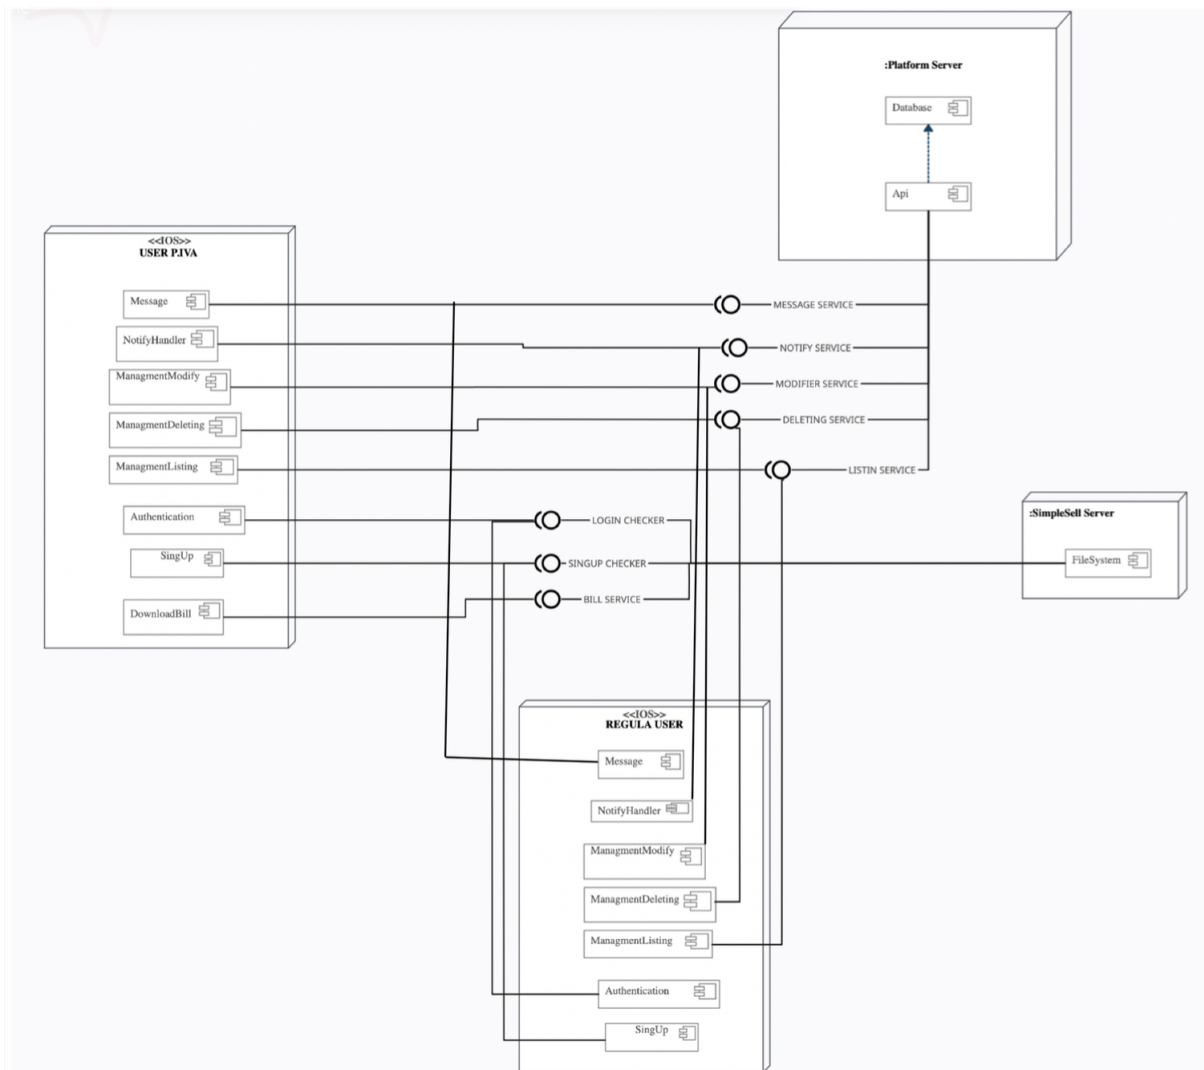 :Platform Server
Database
Api
<<IOS>>
USER P.IVA
Message
NotifyHandler
ManagmentModify
ManagmentDeleting
ManagmentListing
Authentication
SingUp
DownloadBill
MESSAGE SERVICE
NOTIFY SERVICE
MODIFIER SERVICE
DELETING SERVICE
LISTIN SERVICE
LOGIN CHECKER
SINGUP CHECKER
BILL SERVICE
:SimpleSell Server
FileSystem
<<IOS>>
REGULA USER
Message
NotifyHandler
ManagmentModify
ManagmentDeleting
ManagmentListing
Authentication
SingUp